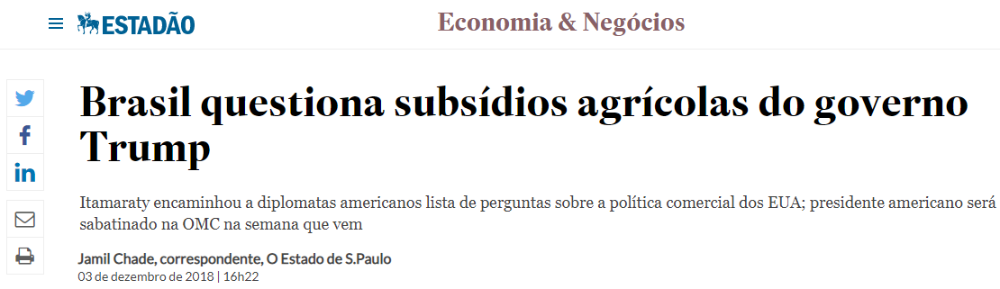 ESTADÃO
Economia & Negócios
Brasil questiona subsídios agrícolas do governo
Trump
Itamaraty encaminhou a diplomatas americanos lista de perguntas sobre a política comercial dos EUA; presidente americano será
sabatinado na OMC na semana que vem
Jamil Chade, correspondente, O Estado de S.Paulo
03 de dezembro de 2018 | 16h22